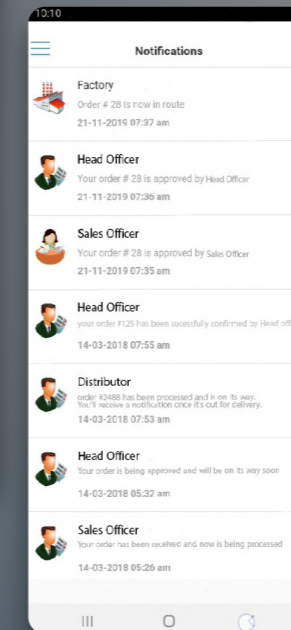 10:10
Notifications
Factory
Order # 28 is now in route
21-11-2019 07:37 am
Head Officer
Your order # 28 is approved by Head Officer
21-11-2019 07:36 am
Sales Officer
Your order # 28 is approved by Sales Officer
21-11-2019 07:35 am
Head Officer
your order #125 has been sucessfully confirmed by Head off
14-03-2018 07:55 am
Distributor
order #2488 has been processed and is on its way.
You'll receive a notification once it's out for delivery.
14-03-2018 07:53 am
Head Officer
Your order is being approved and will be on its way soon
14-03-2018 05:32 am
Sales Officer
Your order has been received and now is being processed
14-03-2018 05:26 am